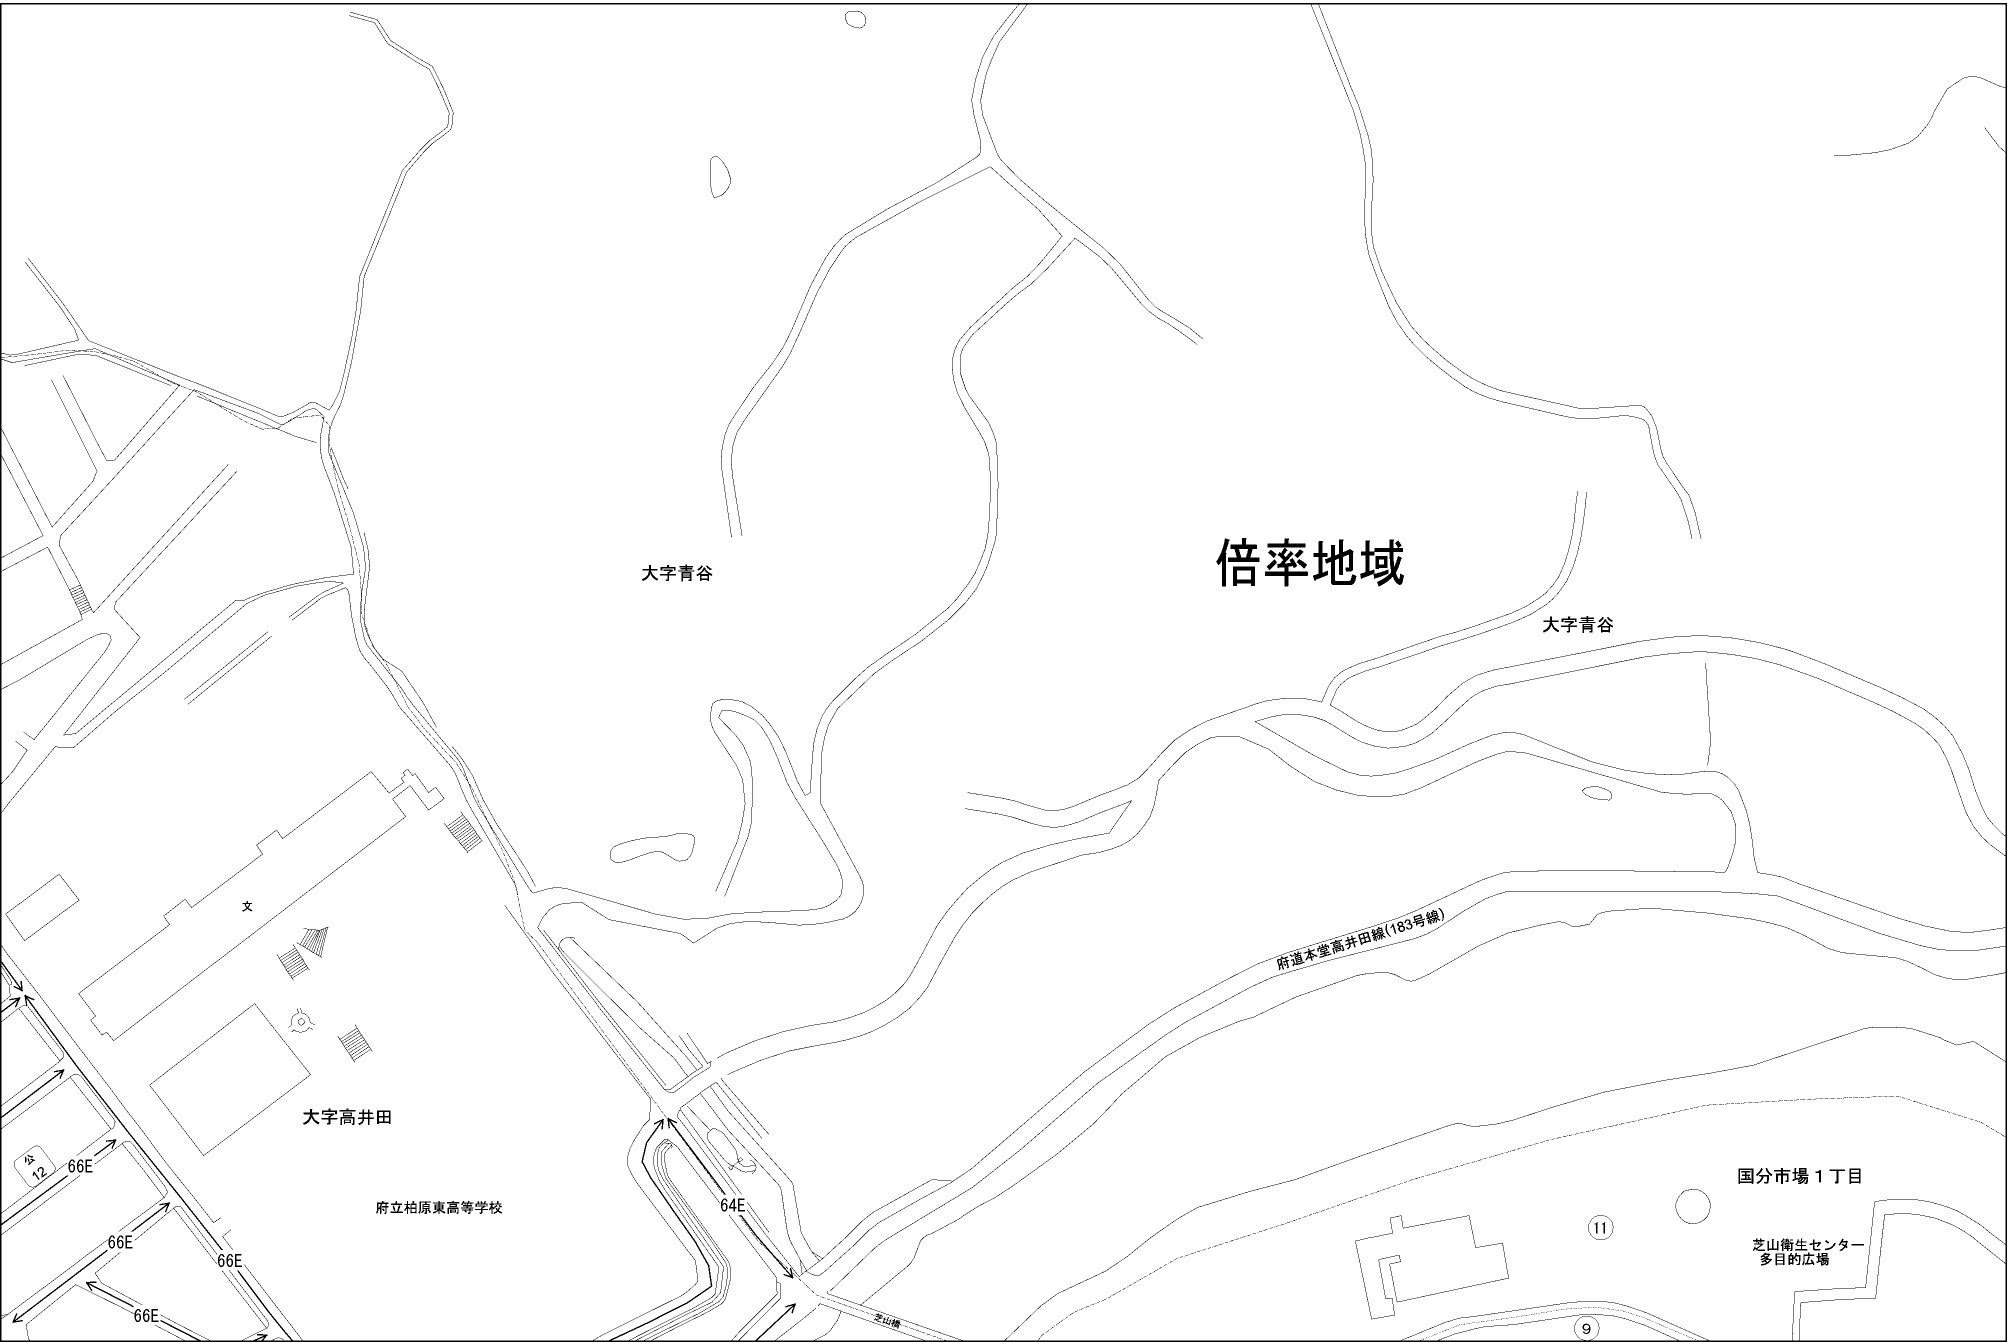 倍率地域
大字青谷
大字青谷
文
府道本堂高井田線(183号線)
大字高井田
公
12
66E
国分市場1丁目
府立柏原東高等学校
64E
11
66E
芝山衛生センター
多目的広場
66E
66E
芝山橋
9